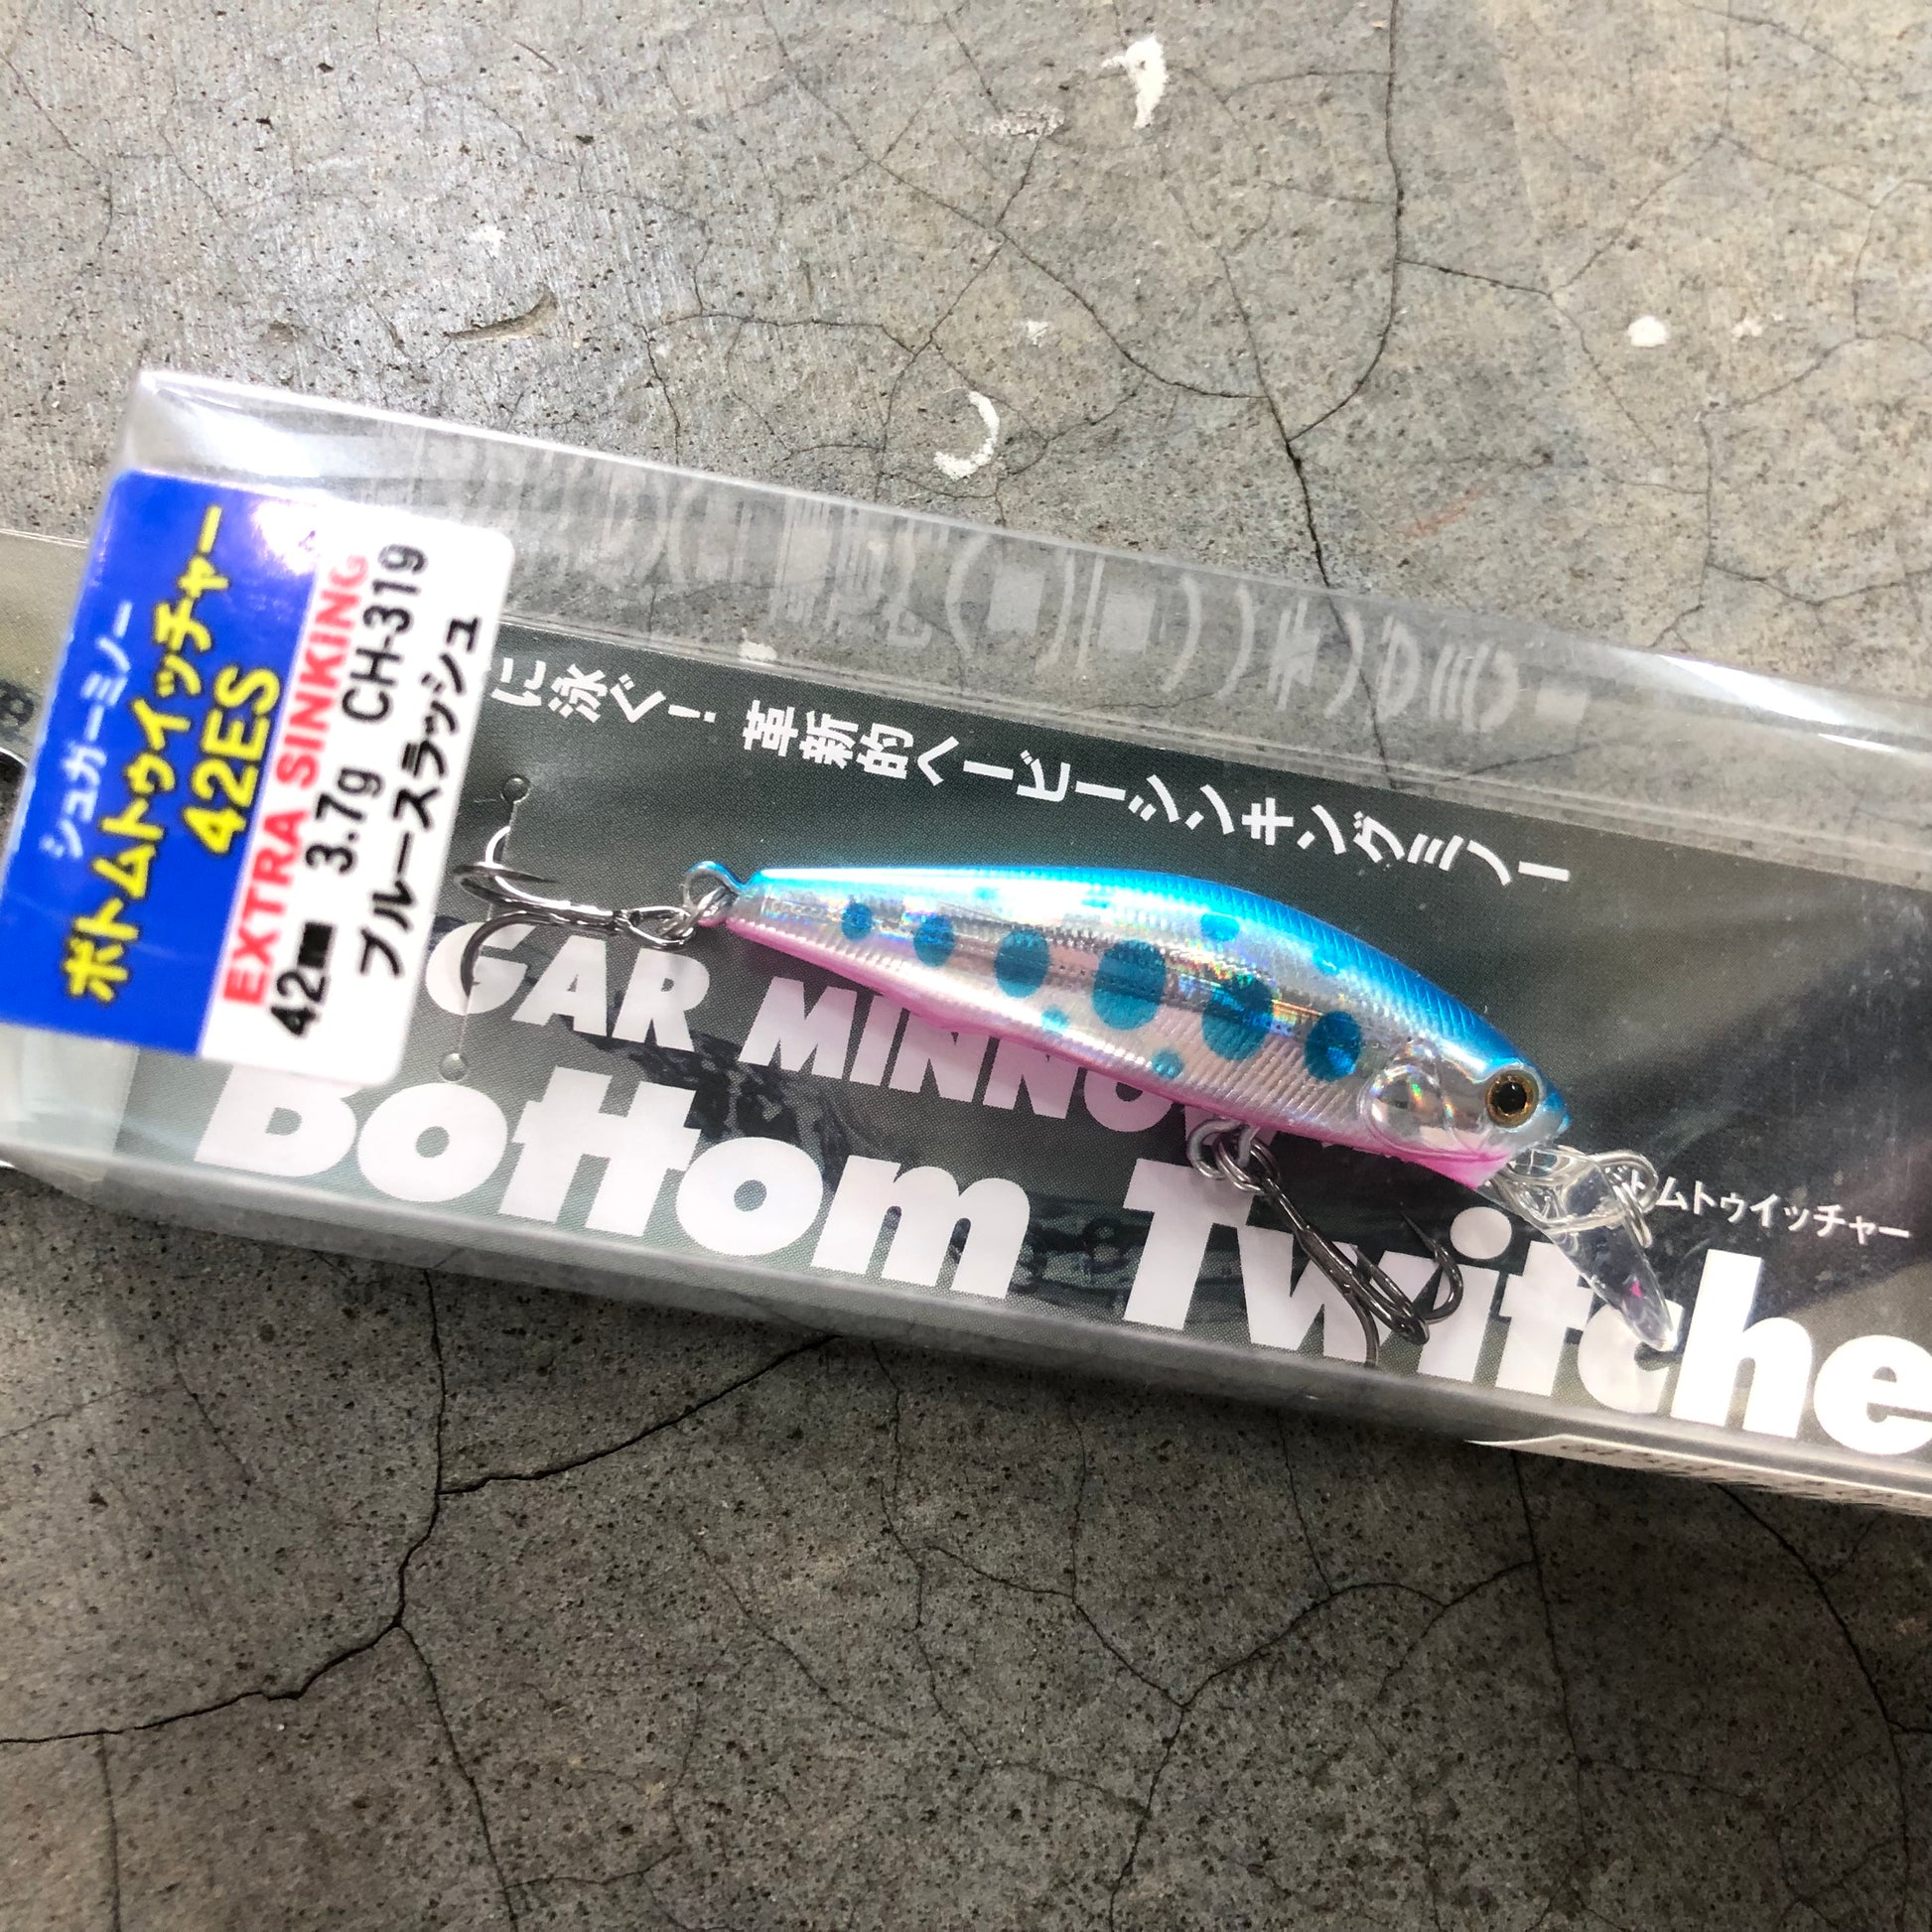 シュガーミノー
ボトムトゥイッチャー
42ES
EXTRA SINKING
42㎜ 3.7g CH-319
ブルースラッシュ
に泳ぐ! 革新的ヘービーシンキングミノー
GAR MINNO
トムトゥイッチャー
Bottom Twitche